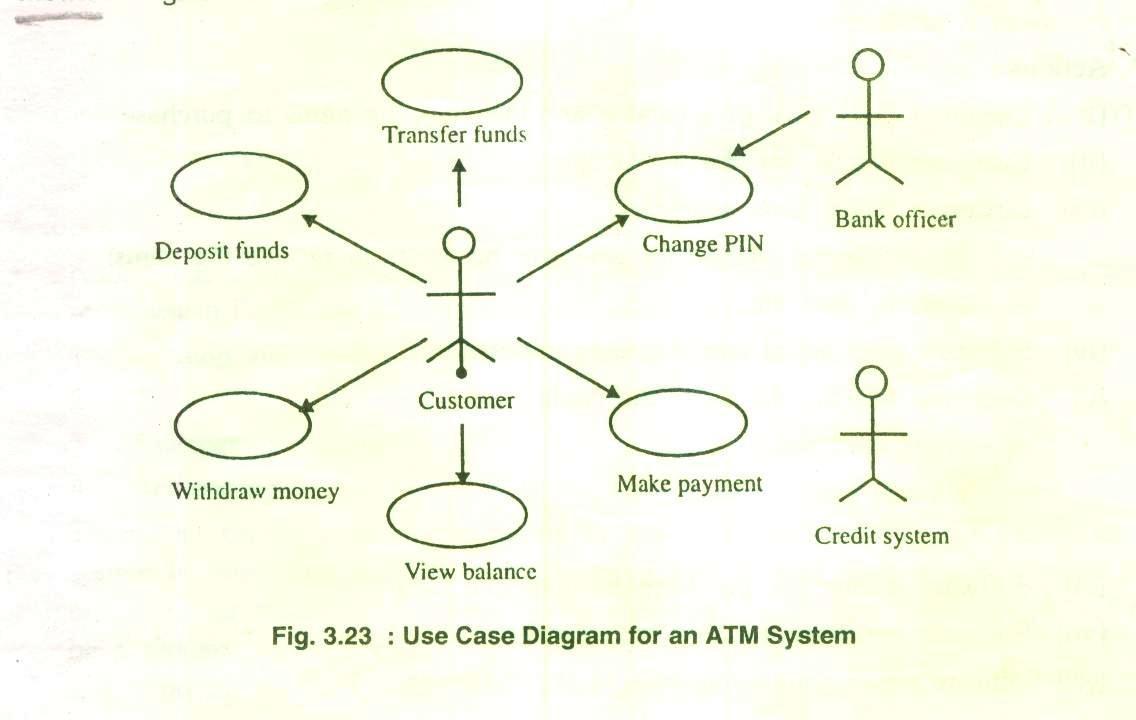 Transfer funds
Bank officer
Change PIN
Deposit funds
Customer
Make payment
Withdraw money
Credit system
View balance
Fig. 3.23 : Use Case Diagram for an ATM System